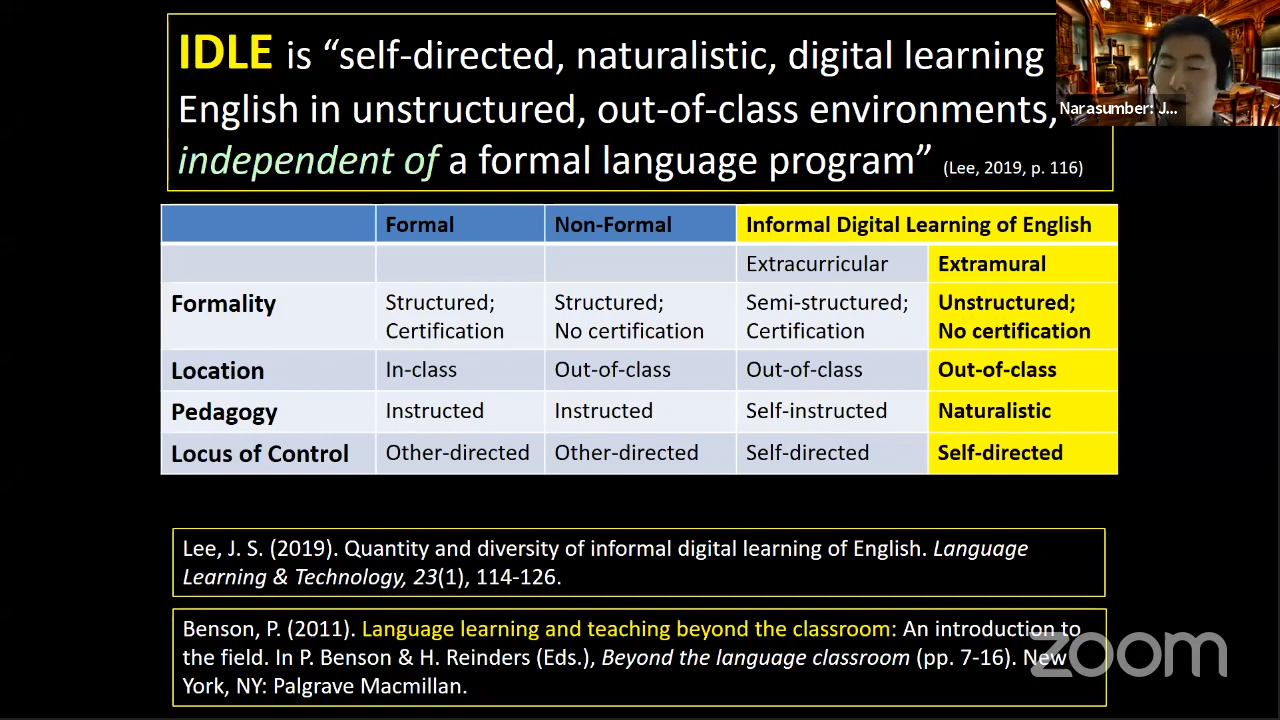 IDLE is “self-directed, naturalistic, digital learning
English in unstructured, out-of-class environments,
independent of a formal language program” (Lee, 2019, p. 116)
Narasumber: J...
Formal Non-Formal Informal Digital Learning of English
Extracurricular Extramural
Formality Structured; Structured; Semi-structured; Unstructured;
Certification No certification Certification No certification
Location In-class Out-of-class Out-of-class Out-of-class
Pedagogy Instructed Instructed Self-instructed Naturalistic
Locus of Control Other-directed Other-directed Self-directed Self-directed
Lee, J. S. (2019). Quantity and diversity of informal digital learning of English. Language
Learning & Technology, 23(1), 114-126.
Benson, P. (2011). Language learning and teaching beyond the classroom: An introduction to
the field. In P. Benson & H. Reinders (Eds.), Beyond the language classroom (pp. 7-16). New
York, NY: Palgrave Macmillan.
zoom